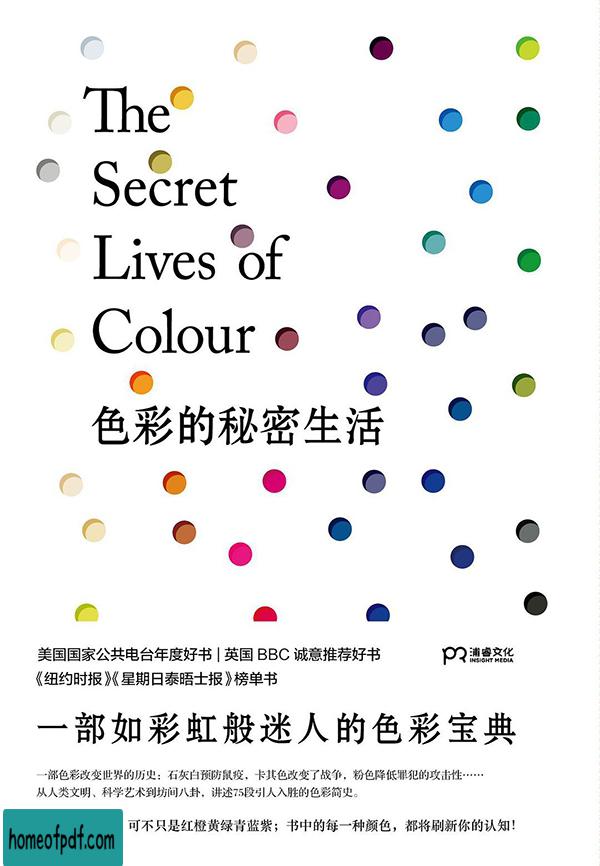 The
Secret
Lives of
Colour
色彩的秘密生活
美国国家公共电台年度好书 | 英国 BBC 诚意推荐好书
《纽约时报》《星期日泰晤士报》榜单书
浦睿文化
INSIGHT MEDIA
一部如彩虹般迷人的色彩宝典
一部色彩改变世界的历史：石灰白预防鼠疫，卡其色改变了战争，粉色降低罪犯的攻击性……
从人类文明、科学艺术到坊间八卦，讲述75段引人入胜的色彩简史。
可不只是红橙黄绿青蓝紫；书中的每一种颜色，都将刷新你的认知！
homeofpdf.com